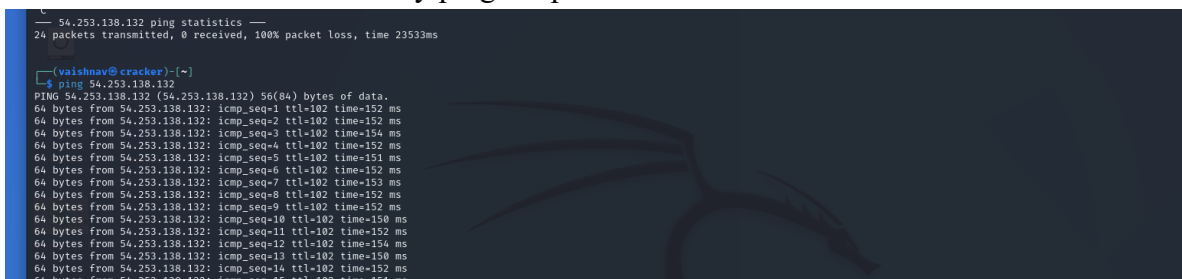 C
— 54.253.138.132 ping statistics —
24 packets transmitted, 0 received, 100% packet loss, time 23533ms
(vaishnav㉿cracker)-[~]
$ ping 54.253.138.132
PING 54.253.138.132 (54.253.138.132) 56(84) bytes of data.
64 bytes from 54.253.138.132: icmp_seq=1 ttl=102 time=152 ms
64 bytes from 54.253.138.132: icmp_seq=2 ttl=102 time=152 ms
64 bytes from 54.253.138.132: icmp_seq=3 ttl=102 time=154 ms
64 bytes from 54.253.138.132: icmp_seq=4 ttl=102 time=152 ms
64 bytes from 54.253.138.132: icmp_seq=5 ttl=102 time=151 ms
64 bytes from 54.253.138.132: icmp_seq=6 ttl=102 time=152 ms
64 bytes from 54.253.138.132: icmp_seq=7 ttl=102 time=153 ms
64 bytes from 54.253.138.132: icmp_seq=8 ttl=102 time=152 ms
64 bytes from 54.253.138.132: icmp_seq=9 ttl=102 time=152 ms
64 bytes from 54.253.138.132: icmp_seq=10 ttl=102 time=150 ms
64 bytes from 54.253.138.132: icmp_seq=11 ttl=102 time=152 ms
64 bytes from 54.253.138.132: icmp_seq=12 ttl=102 time=154 ms
64 bytes from 54.253.138.132: icmp_seq=13 ttl=102 time=150 ms
64 bytes from 54.253.138.132: icmp_seq=14 ttl=102 time=152 ms